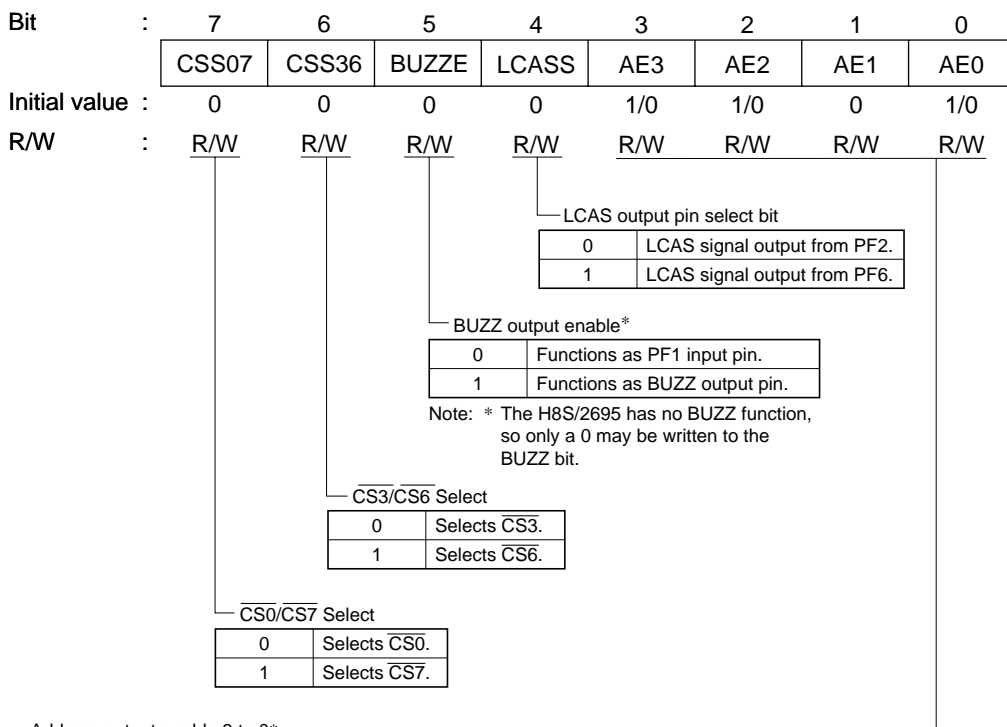 Bit : 7 6 5 4 3 2 1 0
CSS07 CSS36 BUZZE LCASS AE3 AE2 AE1 AE0
Initial value : 0 0 0 0 1/0 1/0 0 1/0
R/W : R/W R/W R/W R/W R/W R/W R/W R/W
LCAS output pin select bit
0 LCAS signal output from PF2.
1 LCAS signal output from PF6.
BUZZ output enable*
0 Functions as PF1 input pin.
1 Functions as BUZZ output pin.
Note: * The H8S/2695 has no BUZZ function,
so only a 0 may be written to the
BUZZ bit.
CS3/CS6 Select
0 Selects CS3.
1 Selects CS6.
CS0/CS7 Select
0 Selects CS0.
1 Selects CS7.